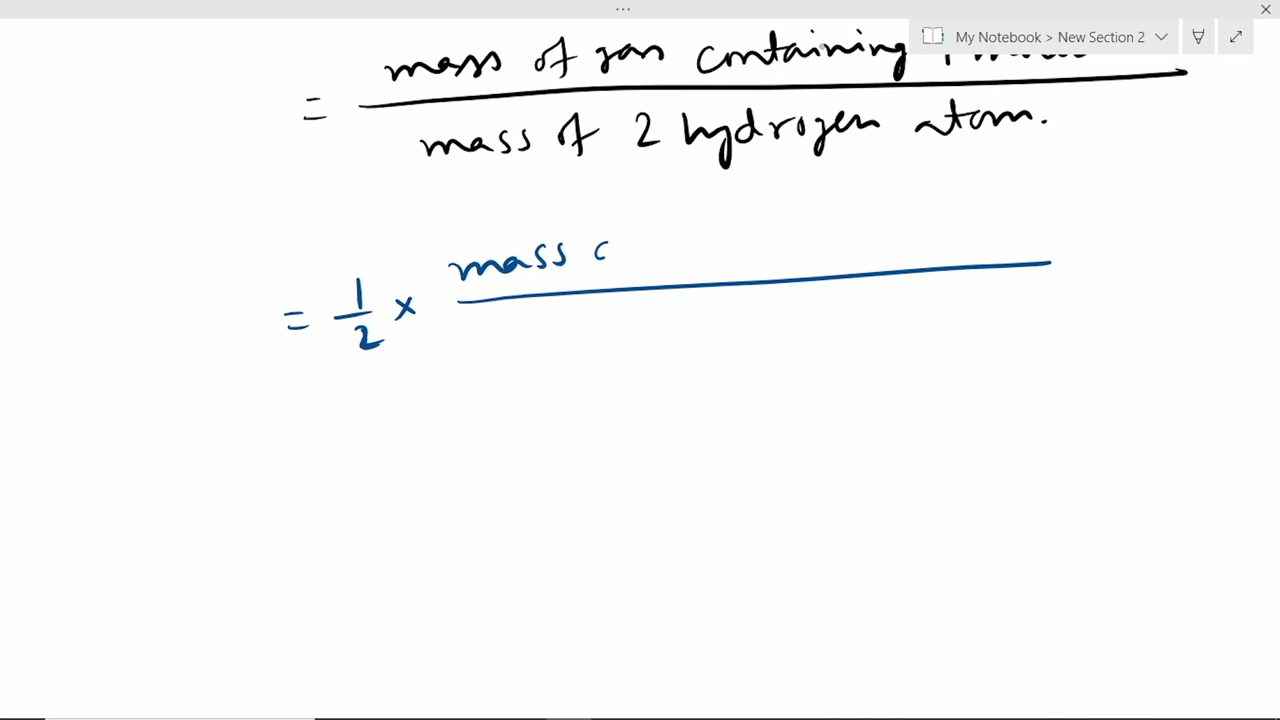 My Notebook > New Section 2
mass of gas containing
=
mass of 2 hydrogen atom.
mass
= 1/2 ×